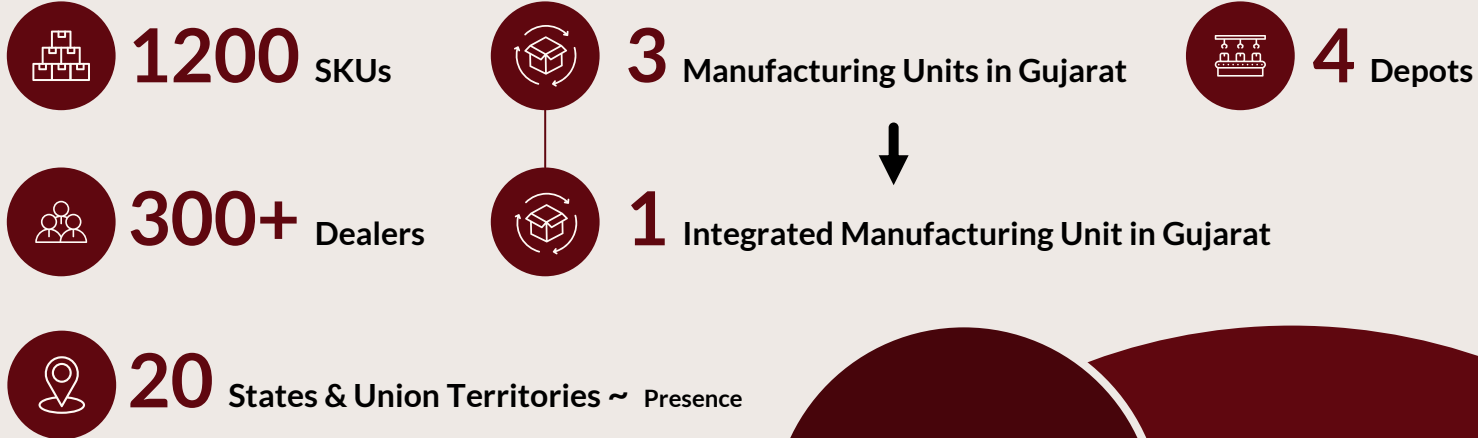 1200 SKUs
3 Manufacturing Units in Gujarat
4 Depots
300+ Dealers
1 Integrated Manufacturing Unit in Gujarat
20 States & Union Territories ~ Presence